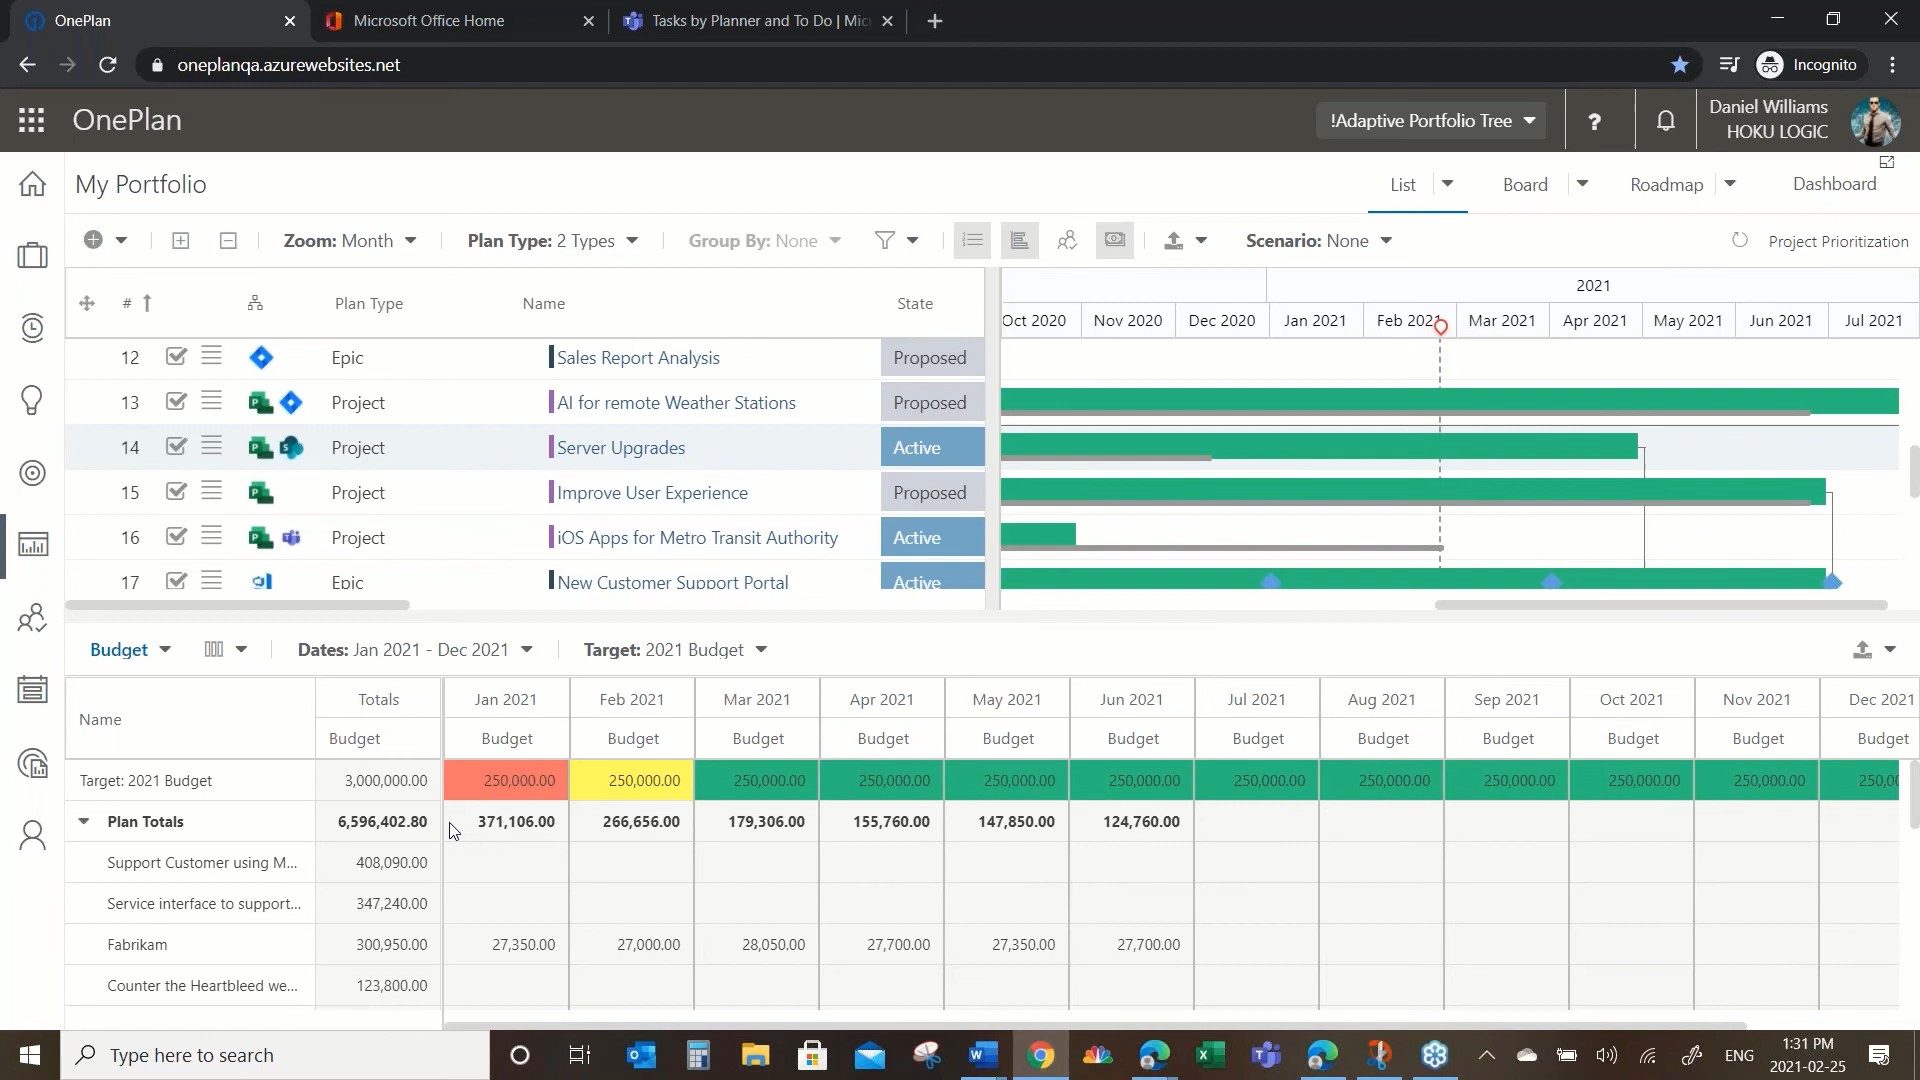 OnePlan
Microsoft Office Home
Tasks by Planner and To Do | Mic
oneplanqa.azurewebsites.net
Incognito
OnePlan
!Adaptive Portfolio Tree
?
Daniel Williams
HOKU LOGIC
My Portfolio
List
Board
Roadmap
Dashboard
Zoom: Month
Plan Type: 2 Types
Group By: None
Scenario: None
Project Prioritization
#
Plan Type
Name
State
2021
Oct 2020
Nov 2020
Dec 2020
Jan 2021
Feb 2021
Mar 2021
Apr 2021
May 2021
Jun 2021
Jul 2021
12 Epic Sales Report Analysis Proposed
13 Project AI for remote Weather Stations Proposed
14 Project Server Upgrades Active
15 Project Improve User Experience Proposed
16 Project iOS Apps for Metro Transit Authority Active
17 Epic New Customer Support Portal Active
Budget
Dates: Jan 2021 - Dec 2021
Target: 2021 Budget
Name
Totals Jan 2021 Feb 2021 Mar 2021 Apr 2021 May 2021 Jun 2021 Jul 2021 Aug 2021 Sep 2021 Oct 2021 Nov 2021 Dec 2021
Budget Budget Budget Budget Budget Budget Budget Budget Budget Budget Budget Budget Budget
Target: 2021 Budget 3,000,000.00 250,000.00 250,000.00 250,000.00 250,000.00 250,000.00 250,000.00 250,000.00 250,000.00 250,000.00 250,000.00 250,000.00 250,0
Plan Totals 6,596,402.80 371,106.00 266,656.00 179,306.00 155,760.00 147,850.00 124,760.00
Support Customer using M... 408,090.00
Service interface to support... 347,240.00
Fabrikam 300,950.00 27,350.00 27,000.00 28,050.00 27,700.00 27,350.00 27,700.00
Counter the Heartbleed we... 123,800.00
Type here to search
ENG
1:31 PM
2021-02-25